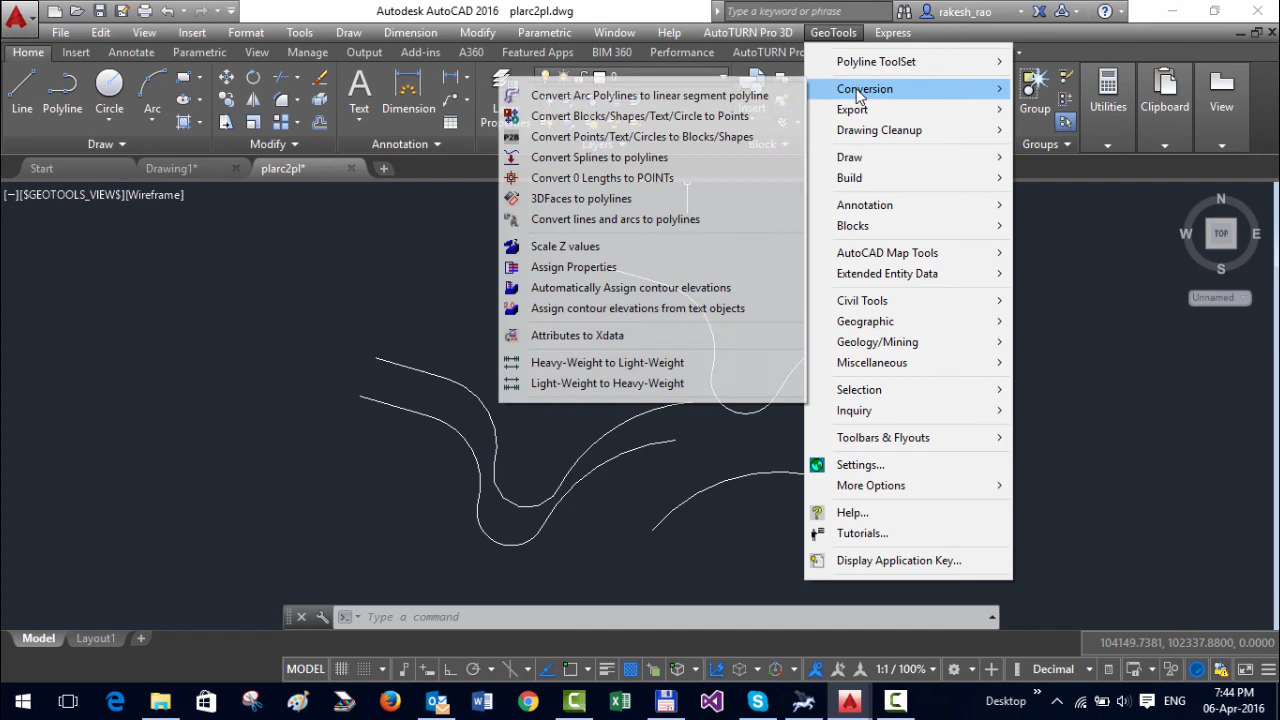 Autodesk AutoCAD 2016 plarc2pl.dwg
Type a keyword or phrase
rakesh_rao
File Edit View Insert Format Tools Draw Dimension Modify Parametric Window Help AutoTURN Pro 3D GeoTools Express
Home Insert Annotate Parametric View Manage Output Add-ins A360 Featured Apps BIM 360 Performance AutoTURN Pro 3D
Line Polyline Circle Arc Text Dimension Insert Group Utilities Clipboard View
Draw Modify Annotation Layers Block Groups
Start Drawing1* plarc2pl*
[−][$GEOTOOLS_VIEW$][Wireframe]
Convert Arc Polylines to linear segment polyline
Convert Blocks/Shapes/Text/Circle to Points
P2B Convert Points/Text/Circles to Blocks/Shapes
Convert Splines to polylines
Convert 0 Lengths to POINTs
3DFaces to polylines
Convert lines and arcs to polylines
Scale Z values
Assign Properties
Automatically Assign contour elevations
Assign contour elevations from text objects
Attributes to Xdata
Heavy-Weight to Light-Weight
Light-Weight to Heavy-Weight
Polyline ToolSet
Conversion
Export
Drawing Cleanup
Draw
Build
Annotation
Blocks
AutoCAD Map Tools
Extended Entity Data
Civil Tools
Geographic
Geology/Mining
Miscellaneous
Selection
Inquiry
Toolbars & Flyouts
Settings...
More Options
Help...
Tutorials...
Display Application Key...
N
W TOP E
S
Unnamed
Type a command
Model Layout1
104149.7381, 102337.8800, 0.0000
MODEL 1:1 / 100% Decimal
Desktop ENG 7:44 PM
06-Apr-2016